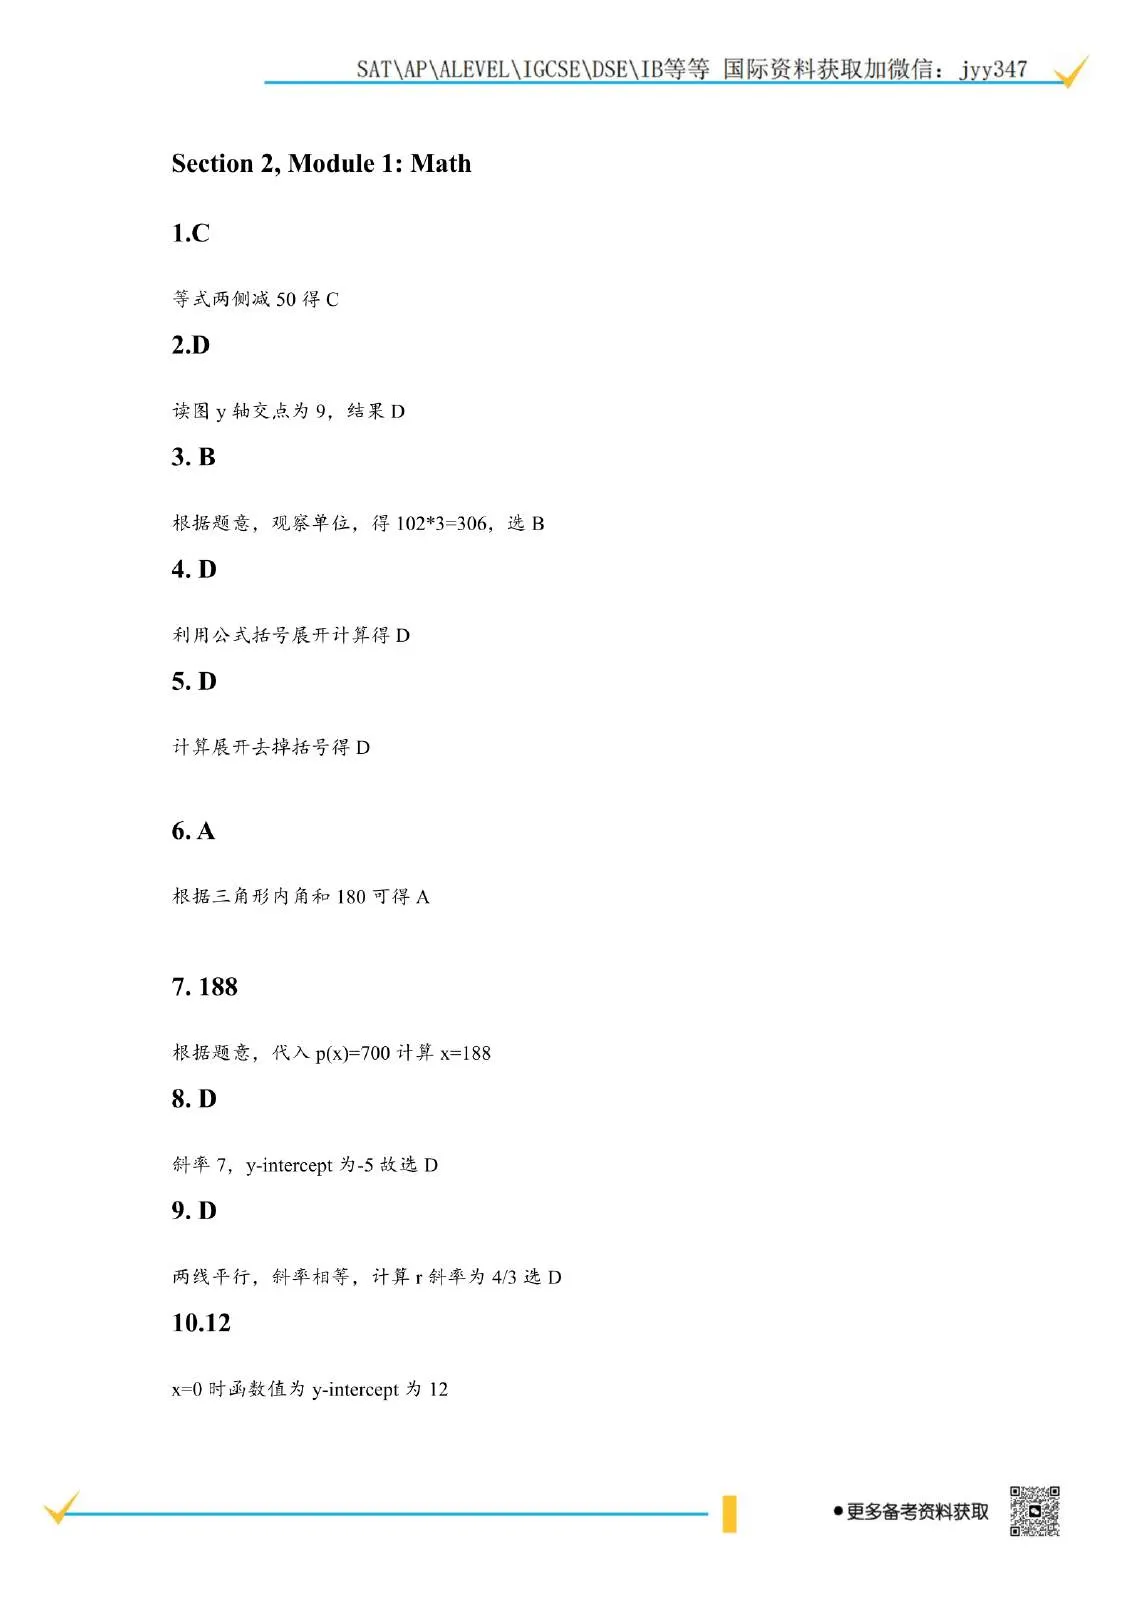 SAT\AP\ALEVEL\IGCSE\DSE\IB等等 国际资料获取加微信：jyy347
Section 2, Module 1: Math
1.C
等式两侧减 50 得 C
2.D
读图 y 轴交点为 9，结果 D
3. B
根据题意，观察单位，得 102*3=306，选 B
4. D
利用公式括号展开计算得 D
5. D
计算展开去掉括号得 D
6. A
根据三角形内角和 180 可得 A
7. 188
根据题意，代入 p(x)=700 计算 x=188
8. D
斜率 7，y-intercept 为-5 故选 D
9. D
两线平行，斜率相等，计算 r 斜率为 4/3 选 D
10.12
x=0 时函数值为 y-intercept 为 12
●更多备考资料获取